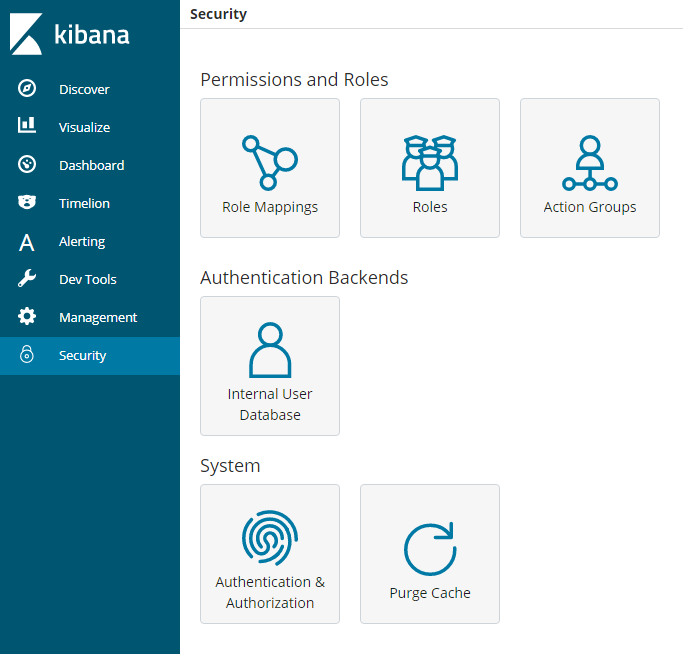 kibana
Discover
Visualize
Dashboard
Timelion
A Alerting
Dev Tools
Management
Security
Security
Permissions and Roles
Role Mappings
Roles
Action Groups
Authentication Backends
Internal User
Database
System
Authentication &
Authorization
Purge Cache